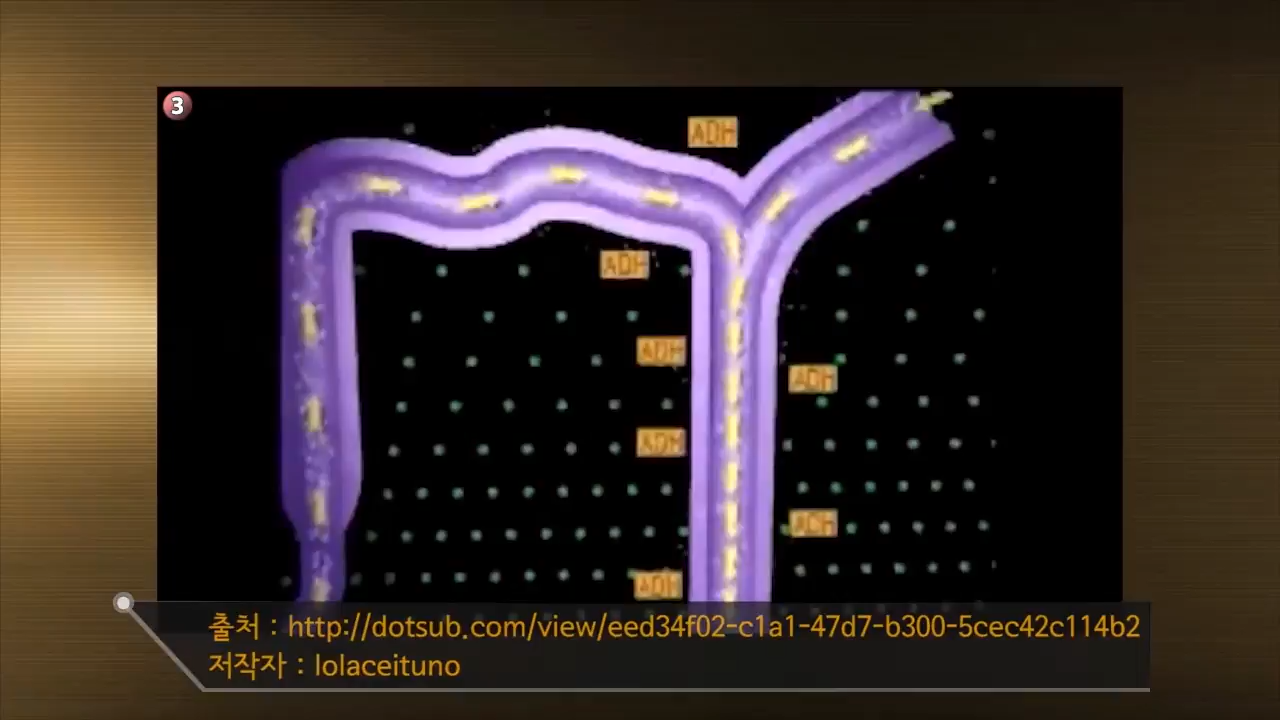 3
ADH
ADH
ADH
ADH
ADH
ADH
ADH
출처 : http://dotsub.com/view/eed34f02-c1a1-47d7-b300-5cec42c114b2
저작자 : lolaceituno